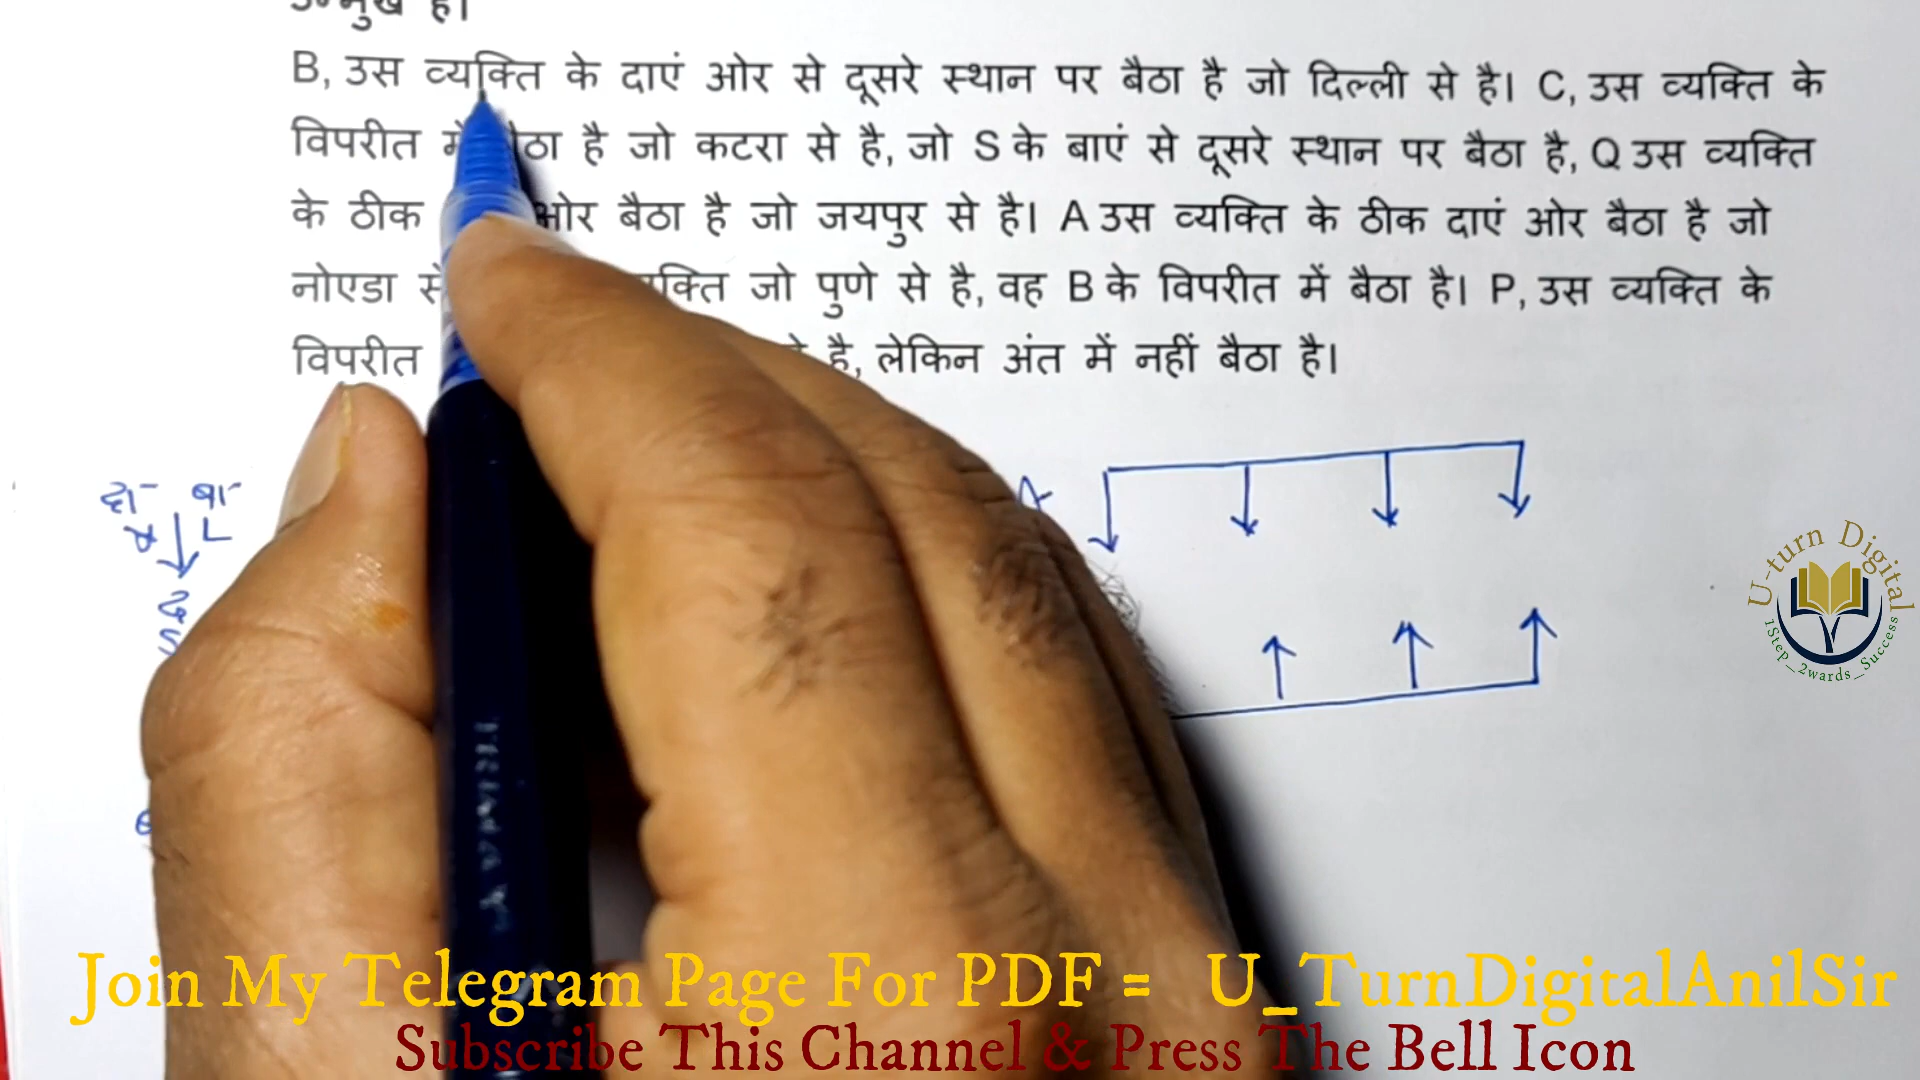 है।
B, उस व्यक्ति के दाएं ओर से दूसरे स्थान पर बैठा है जो दिल्ली से है। C, उस व्यक्ति के
विपरीत में बैठा है जो कटरा से है, जो S के बाएं से दूसरे स्थान पर बैठा है, Q उस व्यक्ति
के ठीक ओर बैठा है जो जयपुर से है। A उस व्यक्ति के ठीक दाएं ओर बैठा है जो
नोएडा जो पुणे से है, वह B के विपरीत में बैठा है। P, उस व्यक्ति के
विपरीत है, लेकिन अंत में नहीं बैठा है।
U-turn Digital
1Step_2wards_Success
Join My Telegram Page For PDF = U_TurnDigitalAnilSir
Subscribe This Channel & Press The Bell Icon